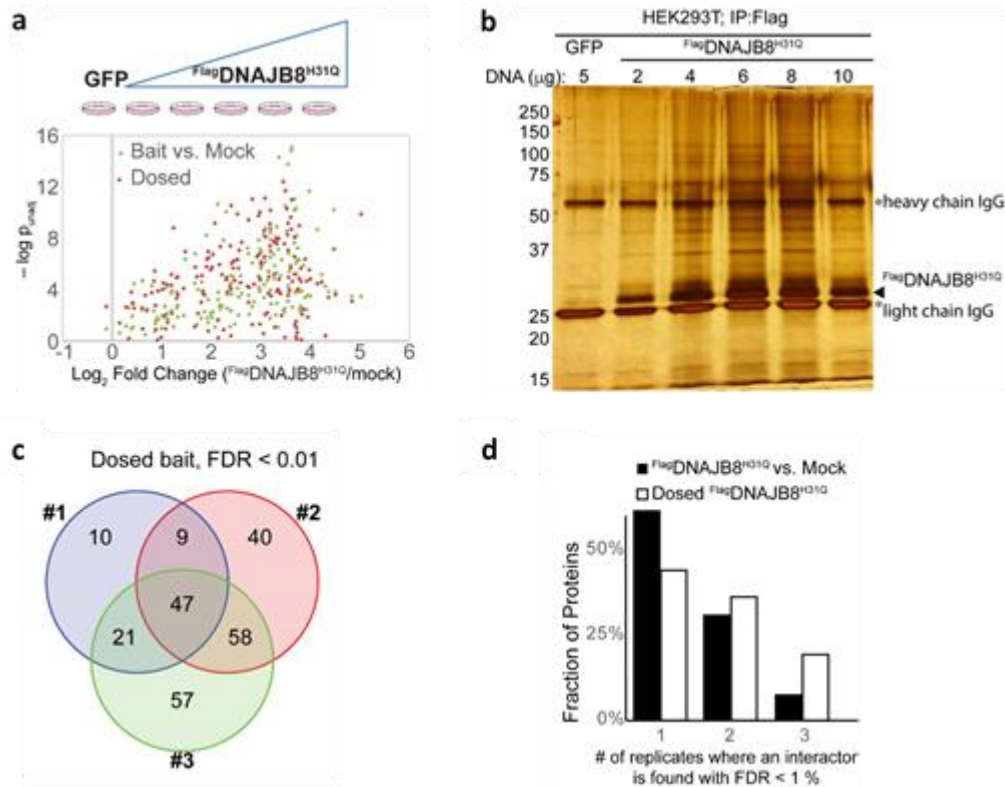 a
GFP
FlagDNAJB8H31Q
16
12
8
4
0
Bait vs. Mock
Dosed
-1 0 1 2 3 4 5 6
– log punadj
Log2 Fold Change (FlagDNAJB8H31Q/mock)
b
HEK293T; IP:Flag
GFP FlagDNAJB8H31Q
DNA (µg): 5 2 4 6 8 10
250
150
100
75
50
37
25
20
15
*heavy chain IgG
FlagDNAJB8H31Q
*light chain IgG
c
Dosed bait, FDR < 0.01
#1 #2
10 9 40
47
21 58
57
#3
d
FlagDNAJB8H31Q vs. Mock
Dosed FlagDNAJB8H31Q
Fraction of Proteins
50%
25%
0%
1 2 3
# of replicates where an interactor
is found with FDR < 1 %